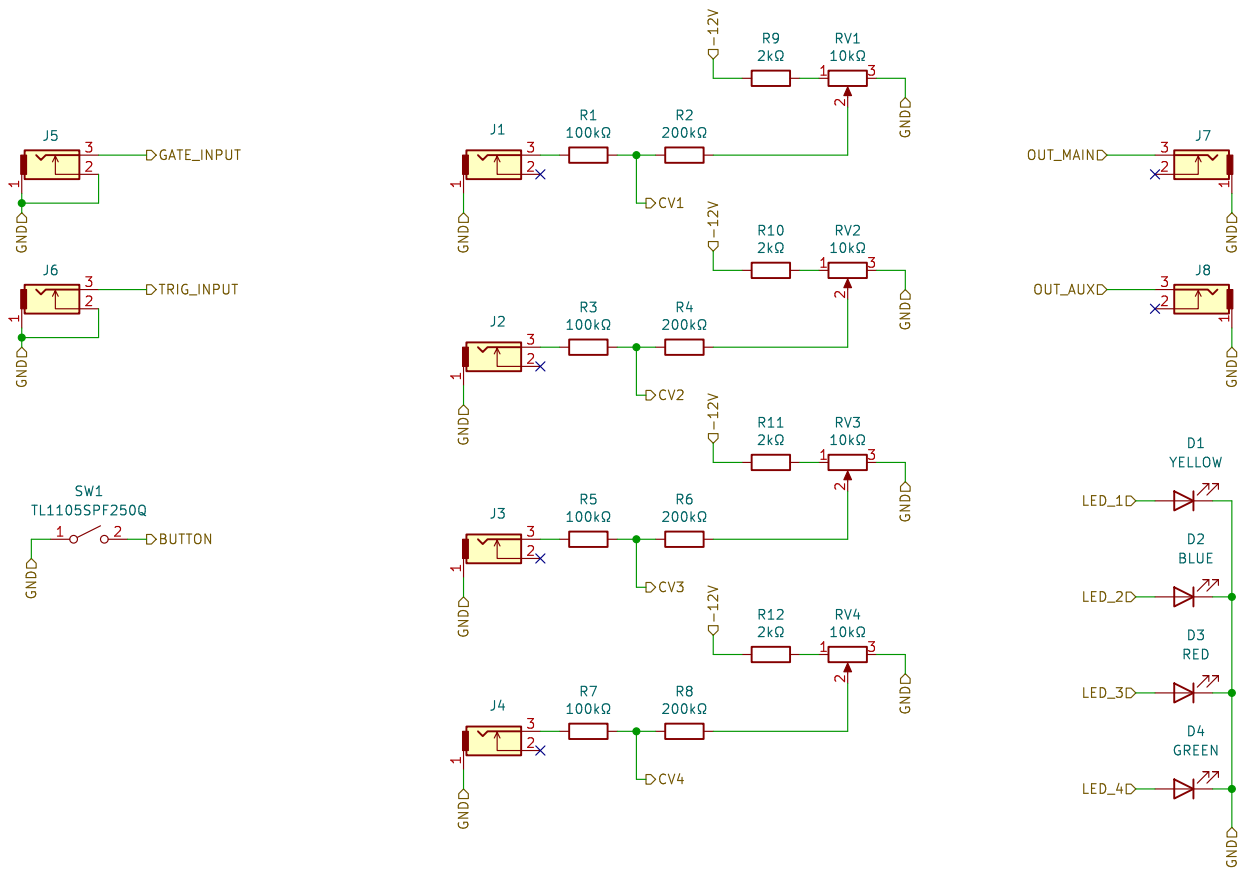 J5
3
2
1
GATE_INPUT
GND
J6
3
2
1
TRIG_INPUT
GND
SW1
TL1105SPF250Q
1
2
BUTTON
GND
-12V
R9
2kΩ
RV1
10kΩ
1
3
2
GND
J1
3
2
1
GND
R1
100kΩ
R2
200kΩ
CV1
-12V
R10
2kΩ
RV2
10kΩ
1
3
2
GND
J2
3
2
1
GND
R3
100kΩ
R4
200kΩ
CV2
-12V
R11
2kΩ
RV3
10kΩ
1
3
2
GND
J3
3
2
1
GND
R5
100kΩ
R6
200kΩ
CV3
-12V
R12
2kΩ
RV4
10kΩ
1
3
2
GND
J4
3
2
1
GND
R7
100kΩ
R8
200kΩ
CV4
J7
OUT_MAIN
3
2
1
GND
J8
OUT_AUX
3
2
1
GND
D1
YELLOW
LED_1
D2
BLUE
LED_2
D3
RED
LED_3
D4
GREEN
LED_4
GND